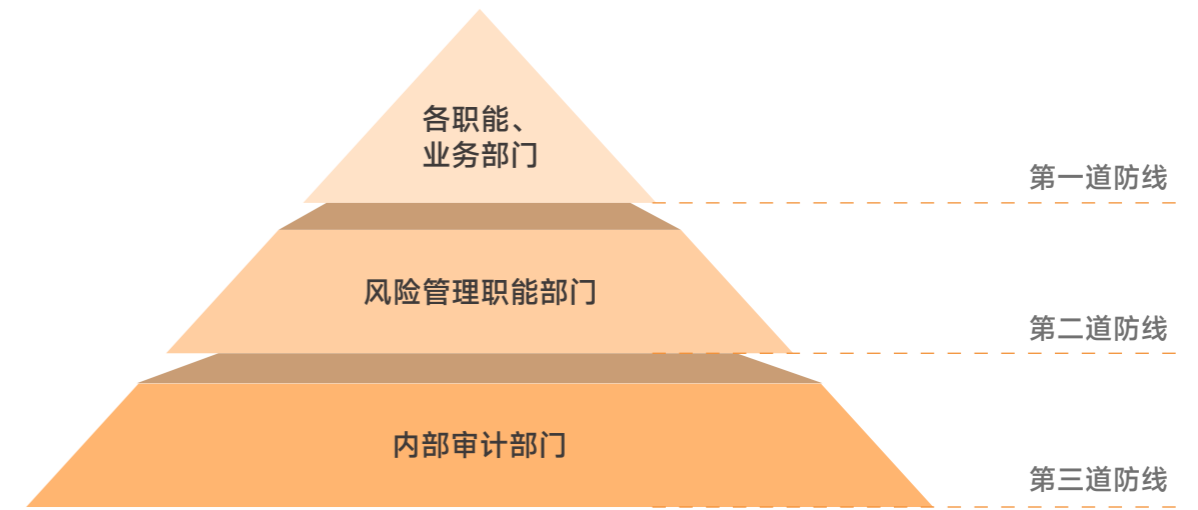 各职能、
业务部门
第一道防线
风险管理职能部门
第二道防线
内部审计部门
第三道防线